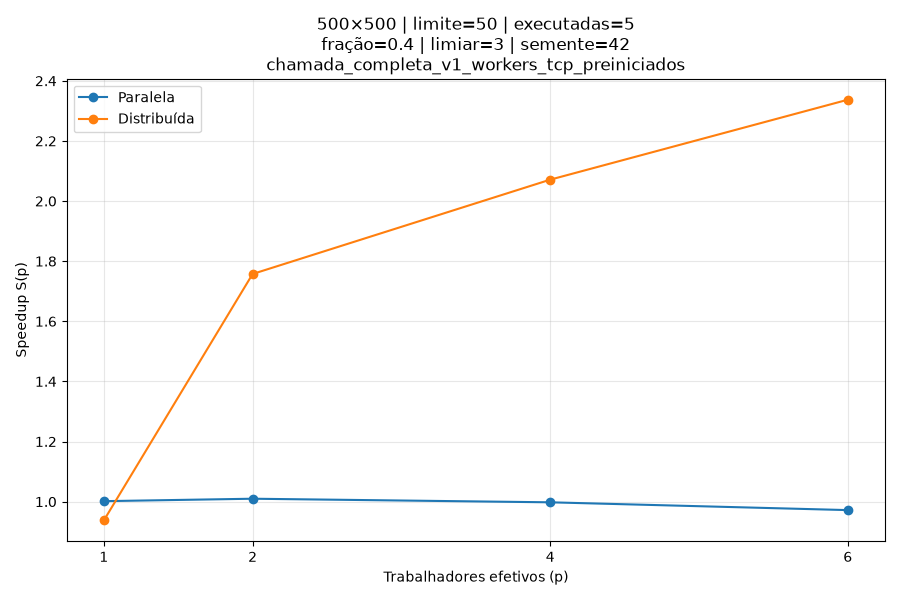 500×500 | limite=50 | executadas=5
fração=0.4 | limiar=3 | semente=42
chamada_completa_v1_workers_tcp_preiniciados
Paralela
Distribuída
Speedup S(p)
2.4
2.2
2.0
1.8
1.6
1.4
1.2
1.0
1
2
4
6
Trabalhadores efetivos (p)